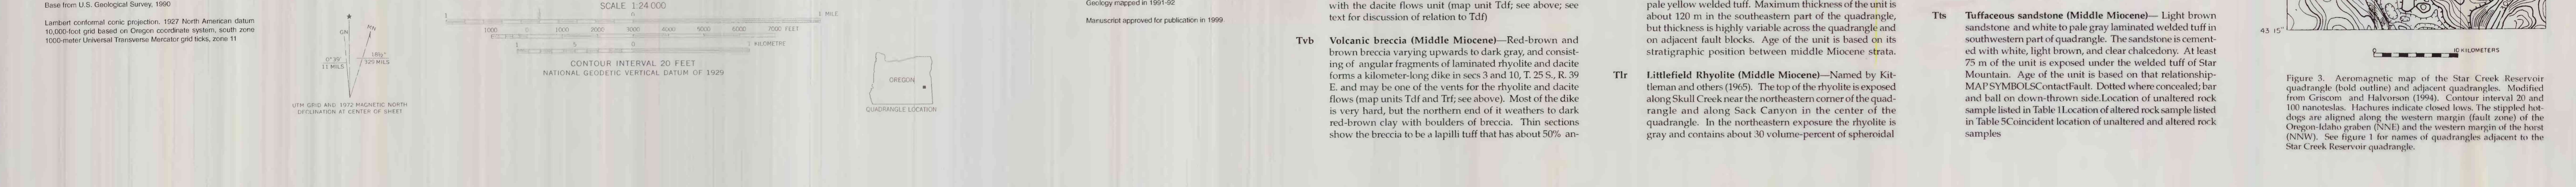 Base from U.S. Geological Survey, 1990
Lambert conformal conic projection. 1927 North American datum
10,000-foot grid based on Oregon coordinate system, south zone
1000-meter Universal Transverse Mercator grid ticks, zone 11
GN
MN
0°39'
11 MILS
125 MILS
UTM GRID AND 1972 MAGNETIC NORTH
DECLINATION AT CENTER OF SHEET
SCALE 1:24 000
1
0
1 MILE
1000
0
1000
2000
3000
4000
5000
6000
7000 FEET
1
.5
0
1 KILOMETRE
CONTOUR INTERVAL 20 FEET
NATIONAL GEODETIC VERTICAL DATUM OF 1929
OREGON
QUADRANGLE LOCATION
Geology mapped in 1991-92
Manuscript approved for publication in 1999
with the dacite flows unit (map unit Tdf; see above; see
text for discussion of relation to Tdf)
Tvb Volcanic breccia (Middle Miocene)—Red-brown and
brown breccia varying upwards to dark gray, and consist-
ing of angular fragments of laminated rhyolite and dacite
forms a kilometer-long dike in secs 3 and 10, T. 25 S., R. 39
E. and may be one of the vents for the rhyolite and dacite
flows (map units Tdf and Trf; see above). Most of the dike
is very hard, but the northern end of it weathers to dark
red-brown clay with boulders of breccia. Thin sections
show the breccia to be a lapilli tuff that has about 50% an-
pale yellow welded tuff. Maximum thickness of the unit is
about 120 m in the southeastern part of the quadrangle,
but thickness is highly variable across the quadrangle and
on adjacent fault blocks. Age of the unit is based on its
stratigraphic position between middle Miocene strata.
Tlr Littlefield Rhyolite (Middle Miocene)—Named by Kit-
tleman and others (1965). The top of the rhyolite is exposed
along Skull Creek near the northeastern corner of the quad-
rangle and along Sack Canyon in the center of the
quadrangle. In the northeastern exposure the rhyolite is
gray and contains about 30 volume-percent of spheroidal
Tts Tuffaceous sandstone (Middle Miocene)— Light brown
sandstone and white to pale gray laminated welded tuff in
southwestern part of quadrangle. The sandstone is cement-
ed with white, light brown, and clear chalcedony. At least
75 m of the unit is exposed under the welded tuff of Star
Mountain. Age of the unit is based on that relationship-
MAP SYMBOLSContactFault. Dotted where concealed; bar
and ball on down-thrown side.Location of unaltered rock
sample listed in Table 1Location of altered rock sample listed
in Table 5Coincident location of unaltered and altered rock
samples
43 15'
0
10 KILOMETERS
Figure 3. Aeromagnetic map of the Star Creek Reservoir
quadrangle (bold outline) and adjacent quadrangles. Modified
from Griscom and Halvorson (1994). Contour interval 20 and
100 nanoteslas. Hachures indicate closed lows. The stippled hot-
dogs are aligned along the western margin (fault zone) of the
Oregon-Idaho graben (NNE) and the western margin of the horst
(NNW). See figure 1 for names of quadrangles adjacent to the
Star Creek Reservoir quadrangle.